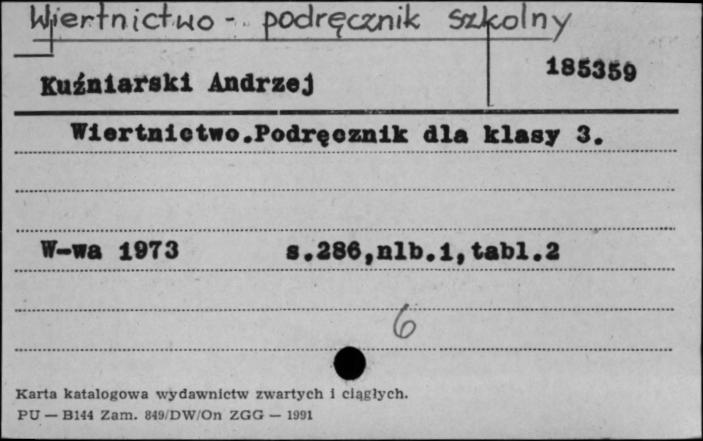 Wiertnictwo - podręcznik szkolny
Kuźniarski Andrzej 185359
Wiertnictwo.Podręcznik dla klasy 3.
W-wa 1973 s.286,nlb.1,tabl.2
6
Karta katalogowa wydawnictw zwartych i ciągłych.
PU — B144 Zam. 849/DW/On ZGG — 1991